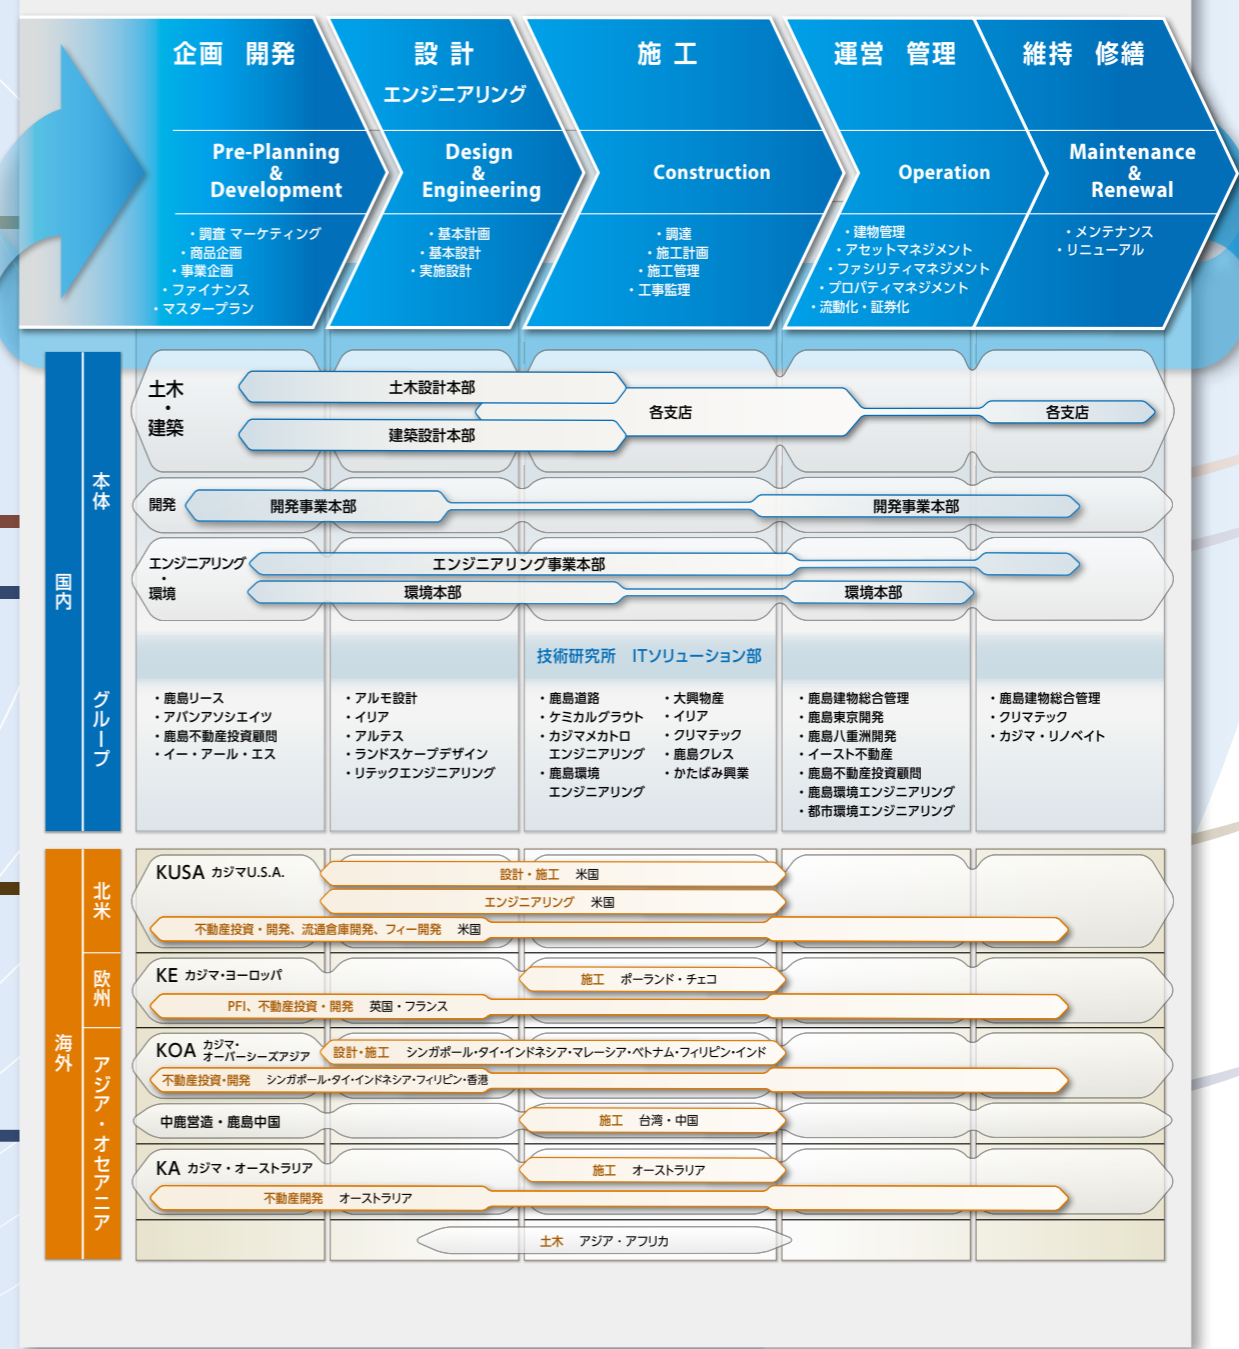 企画 開発
設 計
エンジニアリング
施 工
運営 管理
維持 修繕
Pre-Planning
&
Development
Design
&
Engineering
Construction
Operation
Maintenance
&
Renewal
・調査 マーケティング
・商品企画
・事業企画
・ファイナンス
・マスタープラン
・基本計画
・基本設計
・実施設計
・調達
・施工計画
・施工管理
・工事監理
・建物管理
・アセットマネジメント
・ファシリティマネジメント
・プロパティマネジメント
・流動化・証券化
・メンテナンス
・リニューアル
国内
本体
土木
・
建築
土木設計本部
建築設計本部
各支店
各支店
開発
開発事業本部
開発事業本部
エンジニアリング
・
環境
エンジニアリング事業本部
環境本部
環境本部
技術研究所 ITソリューション部
グループ
・鹿島リース
・アバンアソシエイツ
・鹿島不動産投資顧問
・イー・アール・エス
・アルモ設計
・イリア
・アルテス
・ランドスケープデザイン
・リテックエンジニアリング
・鹿島道路
・ケミカルグラウト
・カジマメカトロ
エンジニアリング
・鹿島環境
エンジニアリング
・大興物産
・イリア
・クリマテック
・鹿島クレス
・かたばみ興業
・鹿島建物総合管理
・鹿島東京開発
・鹿島八重洲開発
・イースト不動産
・鹿島不動産投資顧問
・鹿島環境エンジニアリング
・都市環境エンジニアリング
・鹿島建物総合管理
・クリマテック
・カジマ・リノベイト
海外
北米
KUSA カジマU.S.A.
設計・施工 米国
エンジニアリング 米国
不動産投資・開発、流通倉庫開発、フィー開発 米国
欧州
KE カジマ・ヨーロッパ
施工 ポーランド・チェコ
PFI、不動産投資・開発 英国・フランス
アジア・オセアニア
KOA カジマ・
オーバーシーズアジア
設計・施工 シンガポール・タイ・インドネシア・マレーシア・ベトナム・フィリピン・インド
不動産投資・開発 シンガポール・タイ・インドネシア・フィリピン・香港
中鹿営造・鹿島中国
施工 台湾・中国
KA カジマ・オーストラリア
施工 オーストラリア
不動産開発 オーストラリア
土木 アジア・アフリカ